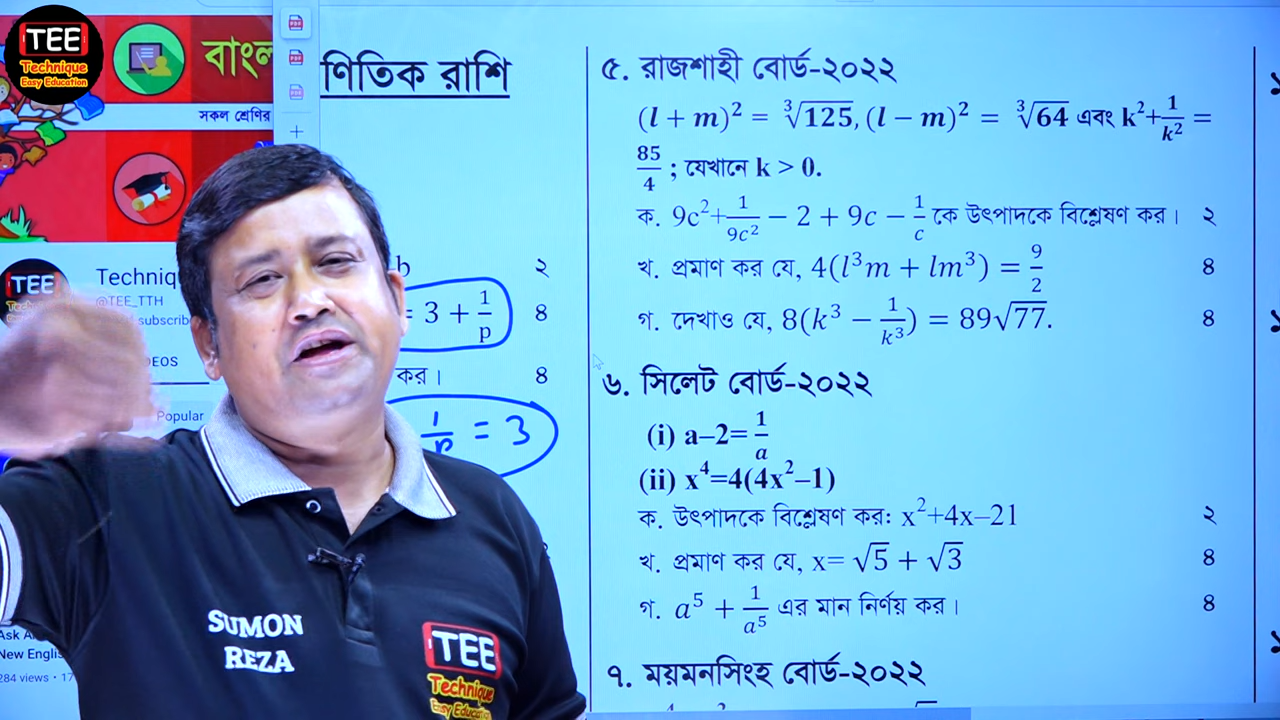 TEE
Technique
Easy Education
বাংল
সকল শ্রেণির
TEE
Techniq
@TEE_TTH
subscribe
DEOS
Popular
Ask A
New Englis
284 views • 17
ণিতিক রাশি
b ২
= 3 + 1/p ৪
কর। ৪
= 3
৫. রাজশাহী বোর্ড-২০২২
(l + m)² = ∛125, (l − m)² = ∛64 এবং k²+1/k² =
85/4 ; যেখানে k > 0.
ক. 9c²+1/9c² − 2 + 9c − 1/c কে উৎপাদকে বিশ্লেষণ কর। ২
খ. প্রমাণ কর যে, 4(l³m + lm³) = 9/2 ৪
গ. দেখাও যে, 8(k³ − 1/k³) = 89√77. ৪
৬. সিলেট বোর্ড-২০২২
(i) a–2= 1/a
(ii) x⁴=4(4x²–1)
ক. উৎপাদকে বিশ্লেষণ করঃ x²+4x–21 ২
খ. প্রমাণ কর যে, x= √5 + √3 ৪
গ. a⁵ + 1/a⁵ এর মান নির্ণয় কর। ৪
৭. ময়মনসিংহ বোর্ড-২০২২
SUMON
REZA
TEE
Technique
Easy Education